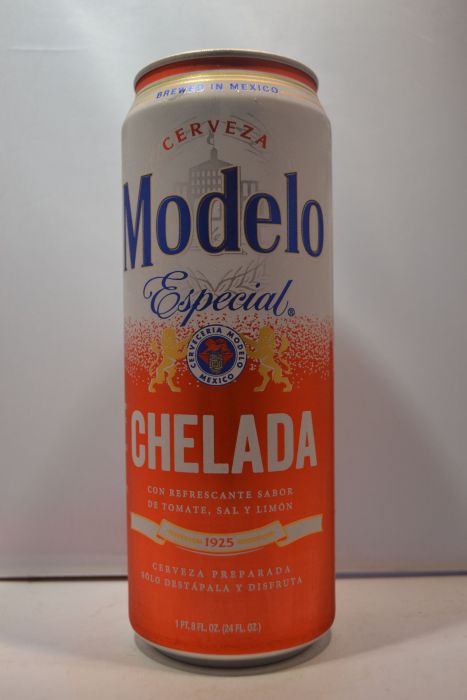 BREWED IN MEXICO
CERVEZA
Modelo
Especial®
CERVECERIA MODELO
MEXICO
CHELADA
CON REFRESCANTE SABOR
DE TOMATE, SAL Y LIMÓN
1925
CERVEZA PREPARADA
SÓLO DESTÁPALA Y DISFRUTA
1 PT. 8 FL. OZ. (24 FL. OZ.)